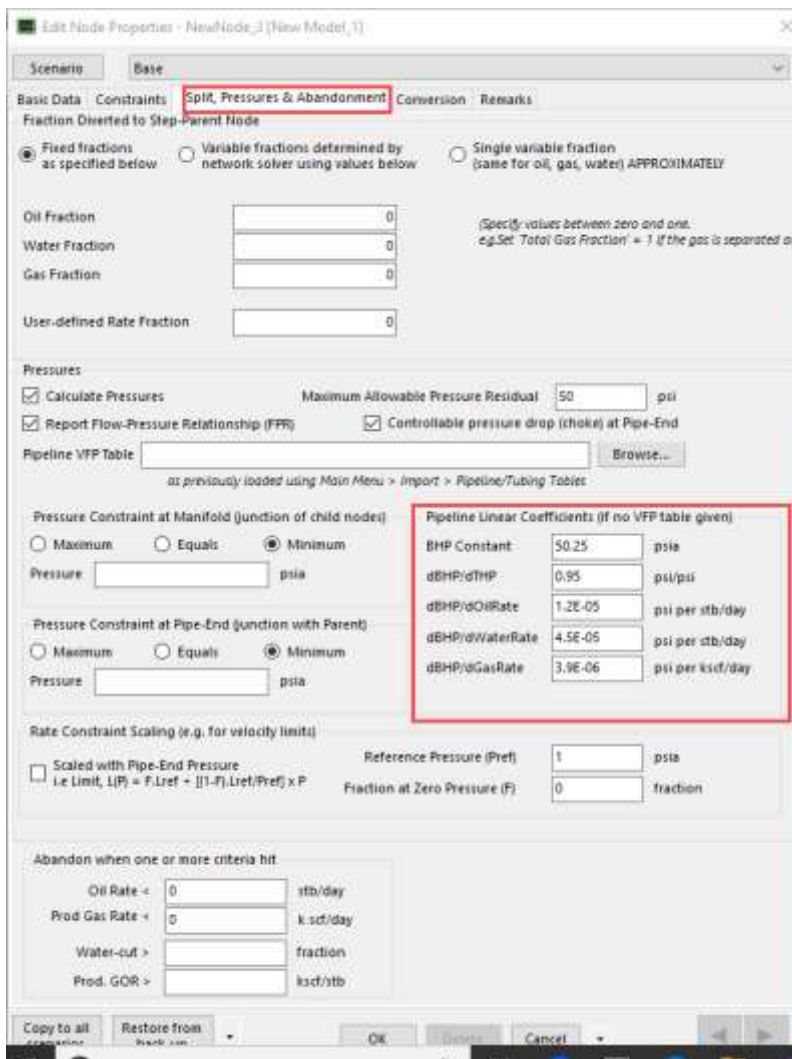 Edit Node Properties - NewNode_3 [New Model_1]
Scenario Base
Basic Data Constraints Split, Pressures & Abandonment Conversion Remarks
Fraction Diverted to Step-Parent Node
Fixed fractions as specified below
Variable fractions determined by network solver using values below
Single variable fraction (same for oil, gas, water) APPROXIMATELY
Oil Fraction 0
(Specify values between zero and one.
e.g.Set 'Total Gas Fraction' = 1 if the gas is separated
Water Fraction 0
Gas Fraction 0
User-defined Rate Fraction 0
Pressures
Calculate Pressures Maximum Allowable Pressure Residual 50 psi
Report Flow-Pressure Relationship (FPR) Controllable pressure drop (choke) at Pipe-End
Pipeline VFP Table Browse...
as previously loaded using Main Menu > Import > Pipeline/Tubing Tables
Pressure Constraint at Manifold (junction of child nodes)
Maximum Equals Minimum
Pressure psia
Pressure Constraint at Pipe-End (junction with Parent)
Maximum Equals Minimum
Pressure psia
Pipeline Linear Coefficients (if no VFP table given)
BHP Constant 50.25 psia
dBHP/dTHP 0.95 psi/psi
dBHP/dOilRate 1.2E-05 psi per stb/day
dBHP/dWaterRate 4.5E-05 psi per stb/day
dBHP/dGasRate 3.9E-06 psi per kscf/day
Rate Constraint Scaling (e.g. for velocity limits)
Scaled with Pipe-End Pressure
i.e Limit, L(P) = F.Lref + [(1-F).Lref/Pref] x P
Reference Pressure (Pref) 1 psia
Fraction at Zero Pressure (F) 0 fraction
Abandon when one or more criteria hit
Oil Rate < 0 stb/day
Prod Gas Rate < 0 k scf/day
Water-cut > fraction
Prod. GOR > kscf/stb
Copy to all scenarios
Restore from back-up
OK Delete Cancel